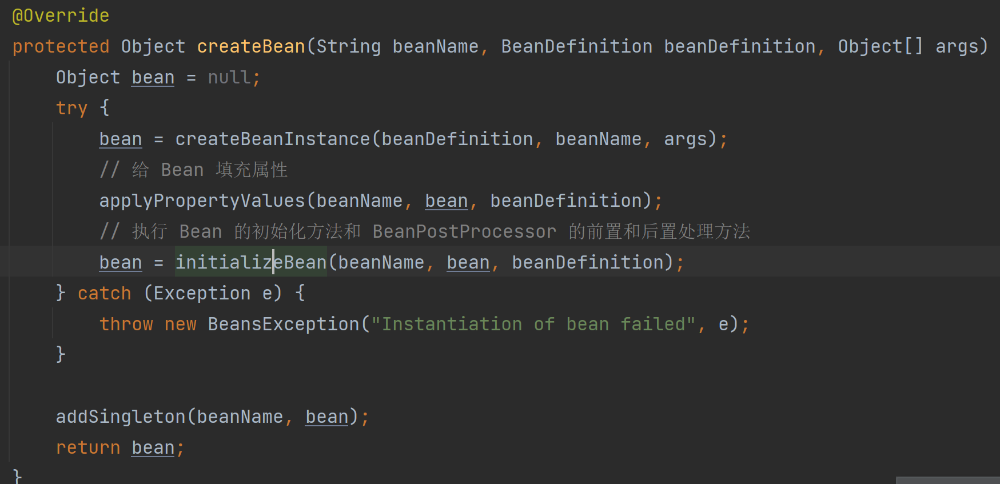 @Override
protected Object createBean(String beanName, BeanDefinition beanDefinition, Object[] args)
    Object bean = null;
    try {
        bean = createBeanInstance(beanDefinition, beanName, args);
        // 给 Bean 填充属性
        applyPropertyValues(beanName, bean, beanDefinition);
        // 执行 Bean 的初始化方法和 BeanPostProcessor 的前置和后置处理方法
        bean = initializeBean(beanName, bean, beanDefinition);
    } catch (Exception e) {
        throw new BeansException("Instantiation of bean failed", e);
    }
    addSingleton(beanName, bean);
    return bean;
}